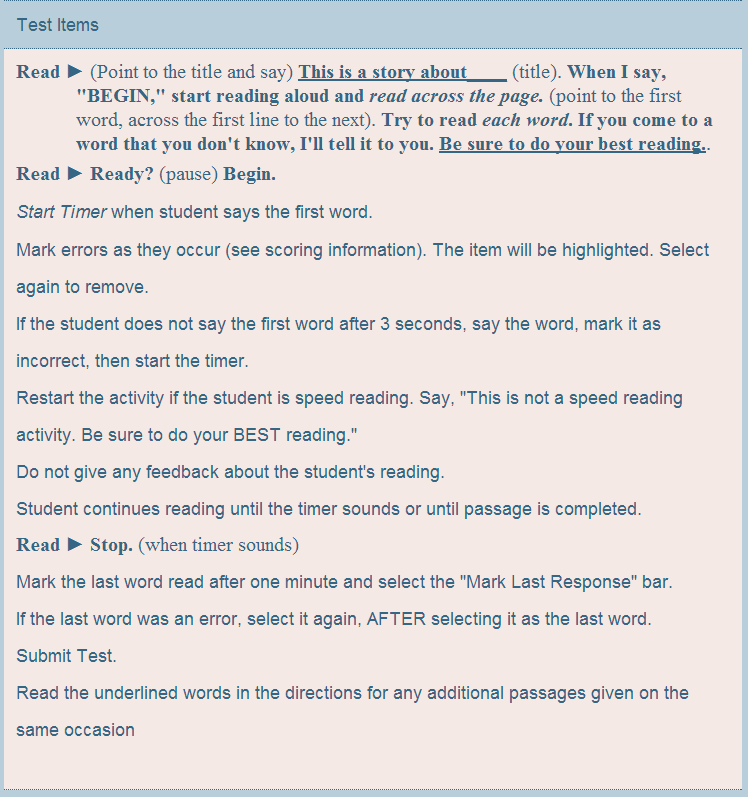 Test Items
Read ► (Point to the title and say) This is a story about____ (title). When I say,
"BEGIN," start reading aloud and read across the page. (point to the first
word, across the first line to the next). Try to read each word. If you come to a
word that you don't know, I'll tell it to you. Be sure to do your best reading..
Read ► Ready? (pause) Begin.
Start Timer when student says the first word.
Mark errors as they occur (see scoring information). The item will be highlighted. Select
again to remove.
If the student does not say the first word after 3 seconds, say the word, mark it as
incorrect, then start the timer.
Restart the activity if the student is speed reading. Say, "This is not a speed reading
activity. Be sure to do your BEST reading."
Do not give any feedback about the student's reading.
Student continues reading until the timer sounds or until passage is completed.
Read ► Stop. (when timer sounds)
Mark the last word read after one minute and select the "Mark Last Response" bar.
If the last word was an error, select it again, AFTER selecting it as the last word.
Submit Test.
Read the underlined words in the directions for any additional passages given on the
same occasion